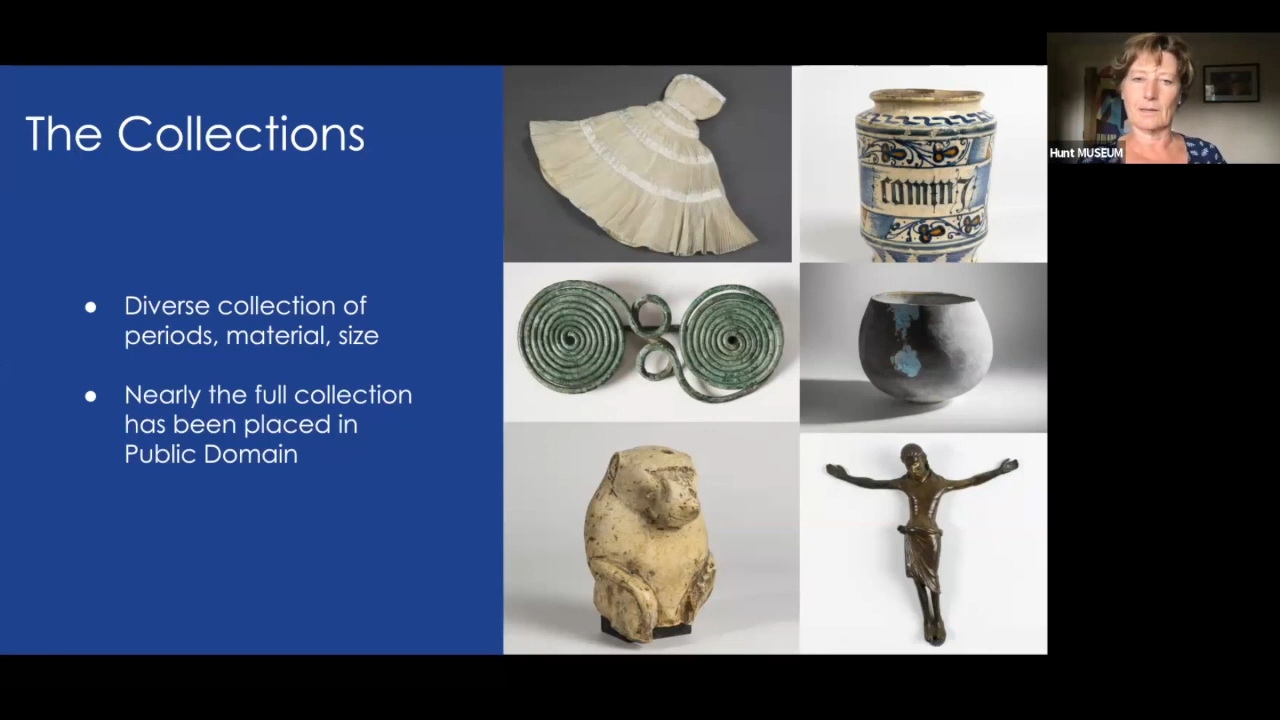 The Collections
● Diverse collection of
periods, material, size
● Nearly the full collection
has been placed in
Public Domain
Hunt MUSEUM